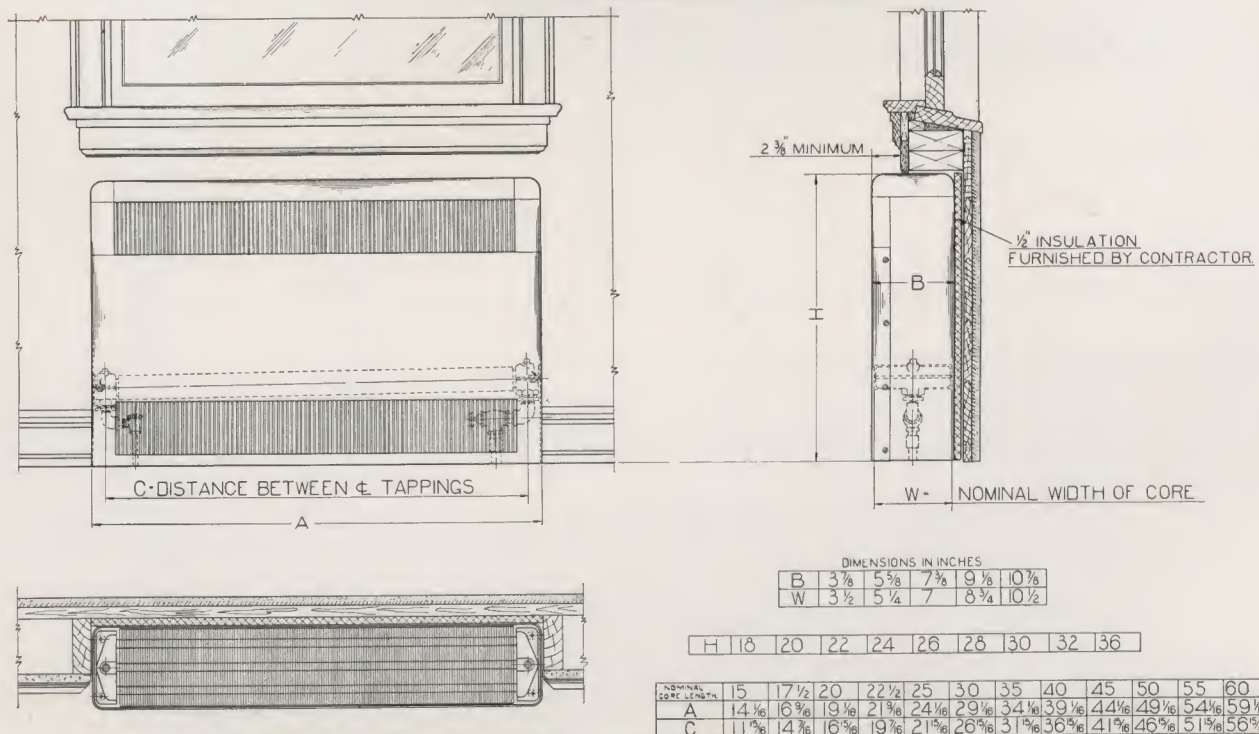 2 3/8" MINIMUM
1/2" INSULATION
FURNISHED BY CONTRACTOR
B
H
C-DISTANCE BETWEEN ℄ TAPPINGS
W- NOMINAL WIDTH OF CORE
A
DIMENSIONS IN INCHES
B 3 7/8 5 5/8 7 3/8 9 1/8 10 7/8
W 3 1/2 5 1/4 7 8 3/4 10 1/2
H 18 20 22 24 26 28 30 32 36
NOMINAL CORE LENGTH. 15 17 1/2 20 22 1/2 25 30 35 40 45 50 55 60
A 14 1/16 16 9/16 19 1/16 21 9/16 24 1/16 29 1/16 34 1/16 39 1/16 44 1/16 49 1/16 54 1/16 59
C 11 15/16 14 7/16 16 15/16 19 7/16 21 15/16 26 15/16 31 15/16 36 15/16 41 15/16 46 15/16 51 15/16 56